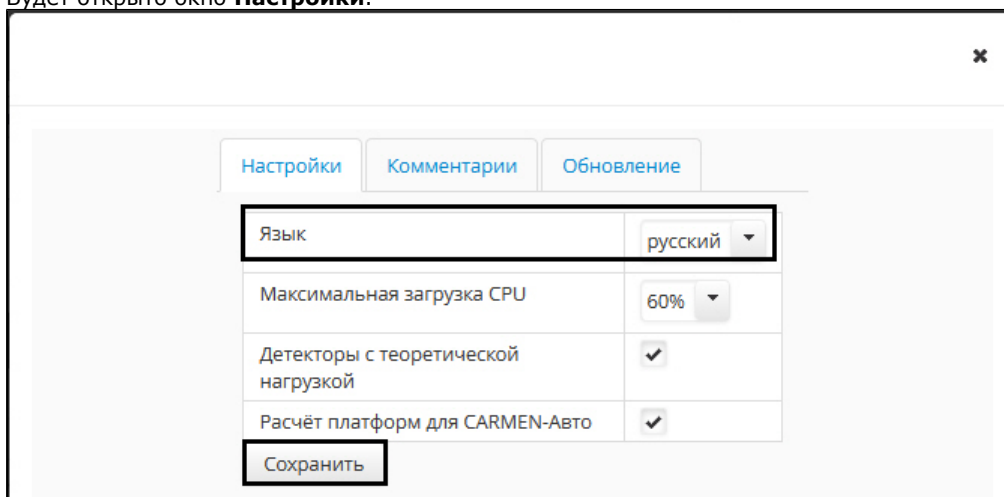 Будет открыто окно Настройки:
Настройки
Комментарии
Обновление
Язык
русский
Максимальная загрузка CPU
60%
Детекторы с теоретической
нагрузкой
Расчёт платформ для CARMEN-Авто
Сохранить